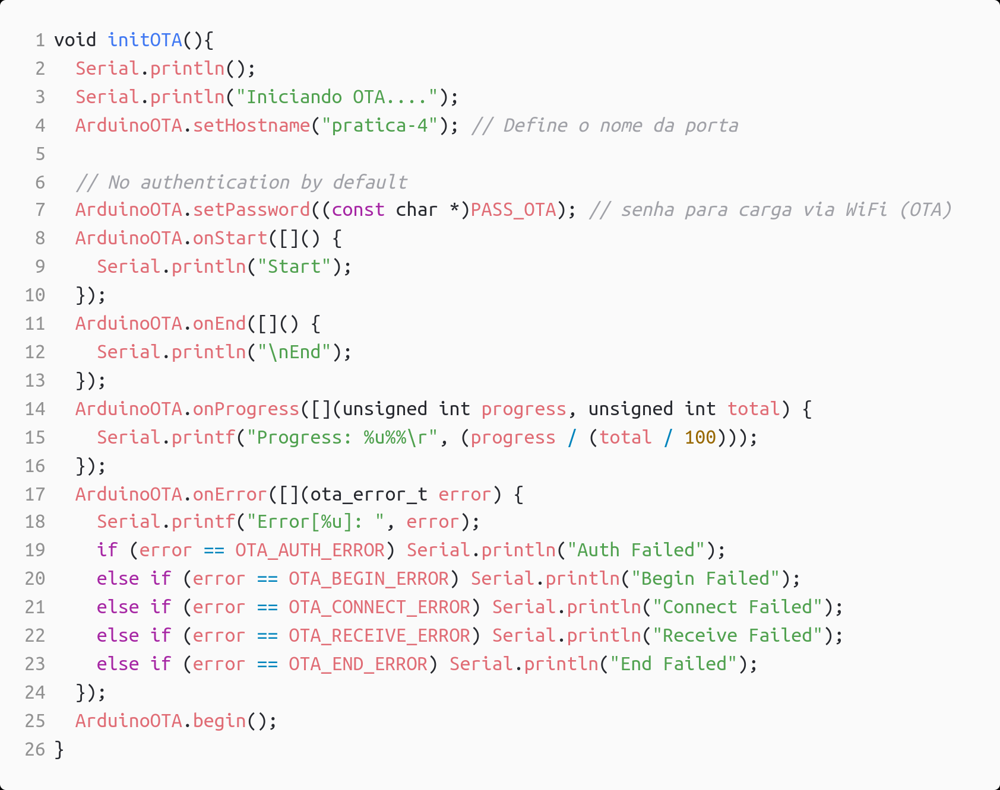 1 void initOTA(){
2   Serial.println();
3   Serial.println("Iniciando OTA....");
4   ArduinoOTA.setHostname("pratica-4"); // Define o nome da porta
5
6   // No authentication by default
7   ArduinoOTA.setPassword((const char *)PASS_OTA); // senha para carga via WiFi (OTA)
8   ArduinoOTA.onStart([]() {
9     Serial.println("Start");
10   });
11   ArduinoOTA.onEnd([]() {
12     Serial.println("\nEnd");
13   });
14   ArduinoOTA.onProgress([](unsigned int progress, unsigned int total) {
15     Serial.printf("Progress: %u%%\r", (progress / (total / 100)));
16   });
17   ArduinoOTA.onError([](ota_error_t error) {
18     Serial.printf("Error[%u]: ", error);
19     if (error == OTA_AUTH_ERROR) Serial.println("Auth Failed");
20     else if (error == OTA_BEGIN_ERROR) Serial.println("Begin Failed");
21     else if (error == OTA_CONNECT_ERROR) Serial.println("Connect Failed");
22     else if (error == OTA_RECEIVE_ERROR) Serial.println("Receive Failed");
23     else if (error == OTA_END_ERROR) Serial.println("End Failed");
24   });
25   ArduinoOTA.begin();
26 }